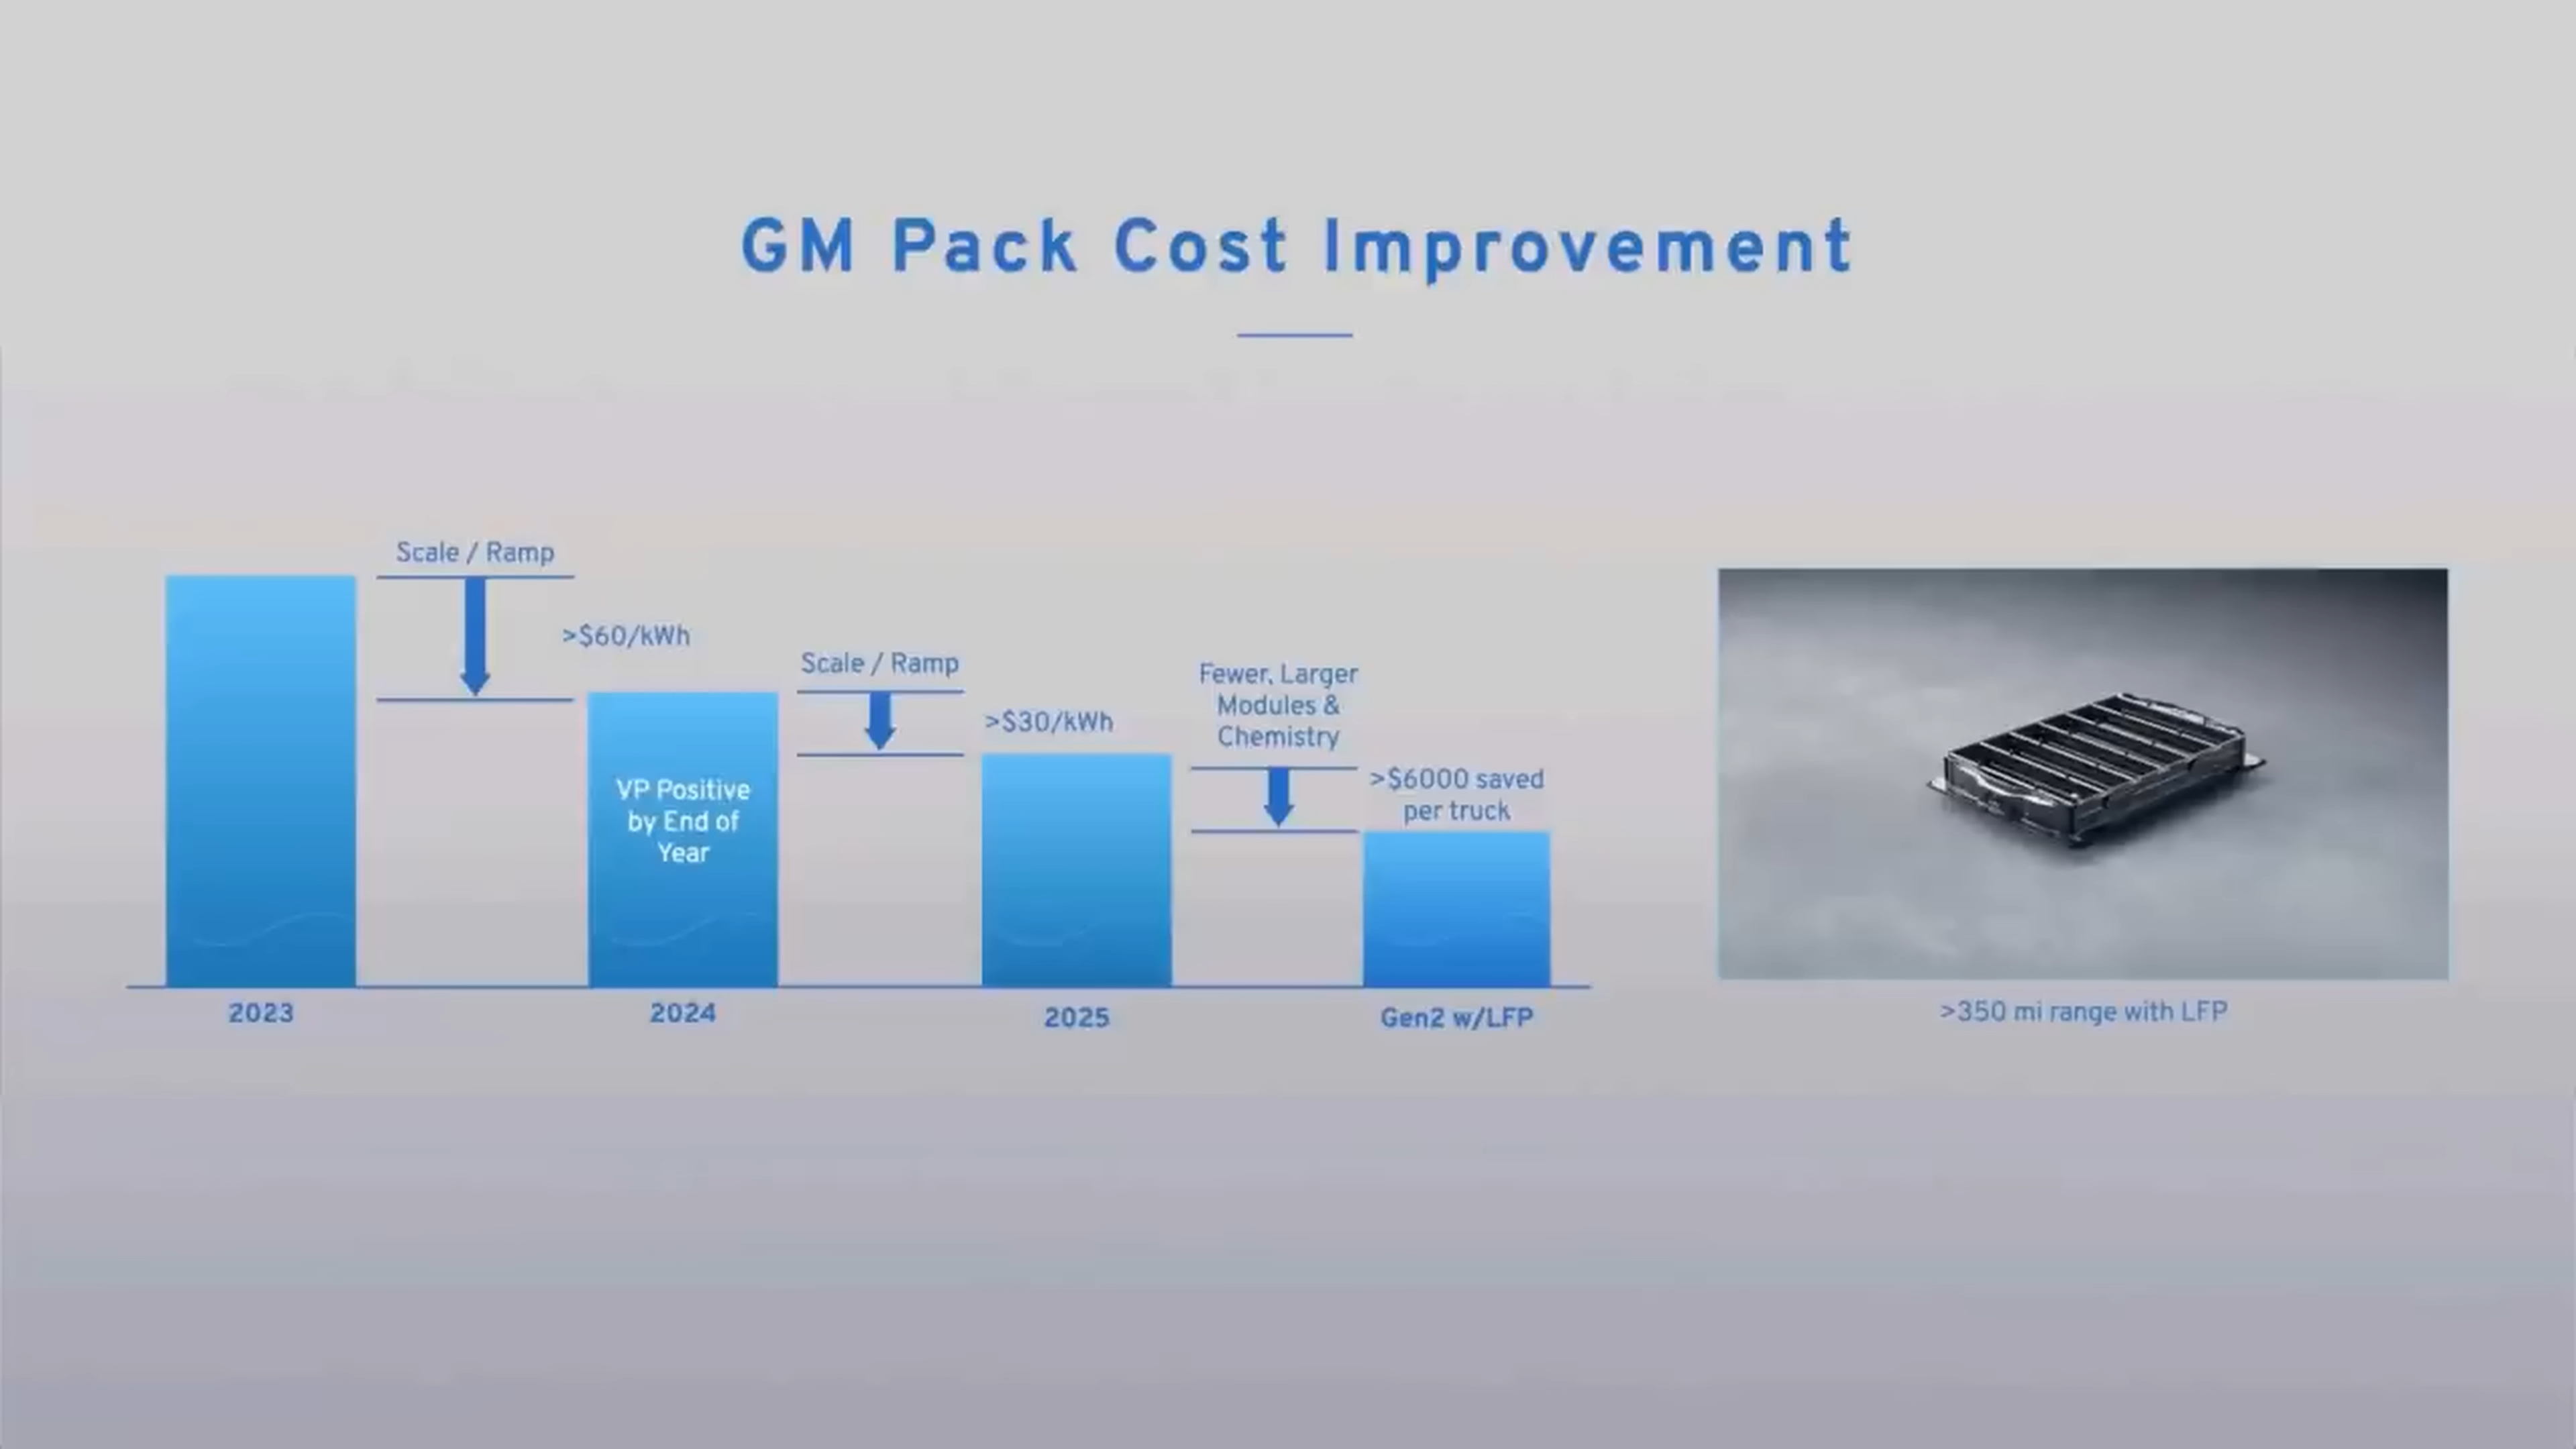 GM Pack Cost Improvement
Scale / Ramp
>$60/kWh
Scale / Ramp
>$30/kWh
Fewer, Larger
Modules &
Chemistry
>$6000 saved
per truck
VP Positive
by End of
Year
2023
2024
2025
Gen2 w/LFP
>350 mi range with LFP